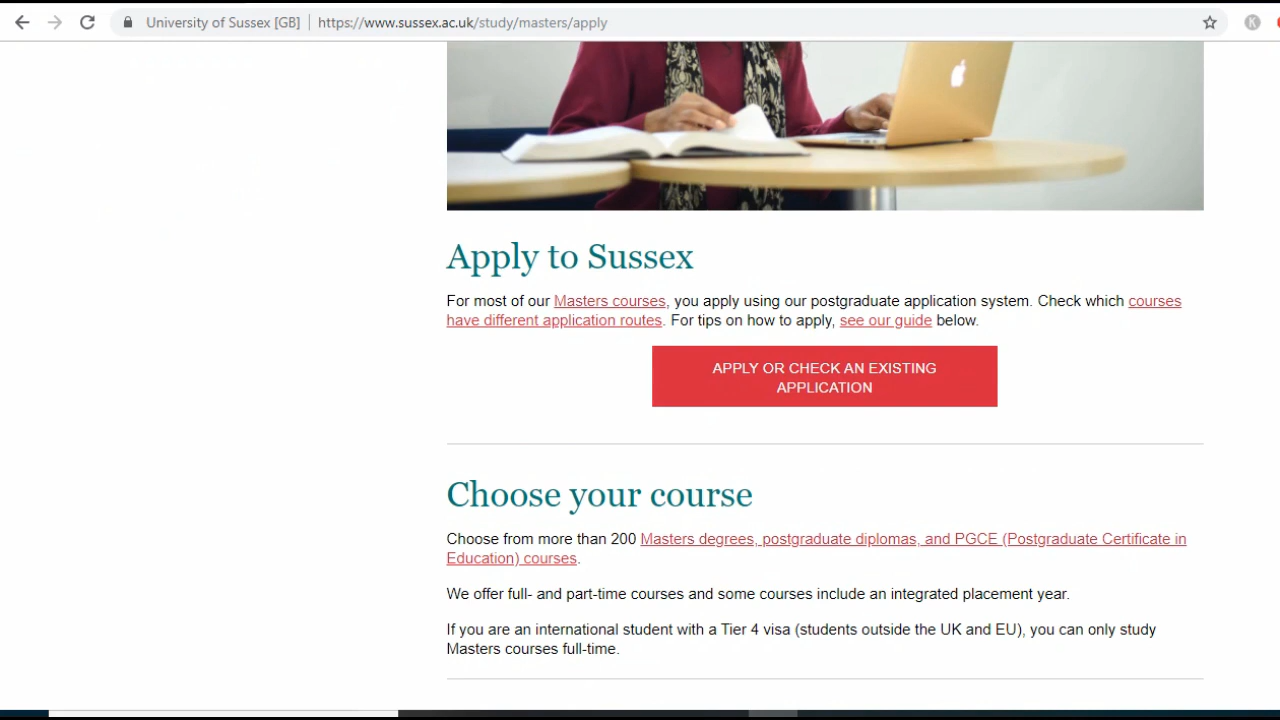 University of Sussex [GB] https://www.sussex.ac.uk/study/masters/apply K
Apply to Sussex
For most of our Masters courses, you apply using our postgraduate application system. Check which courses
have different application routes. For tips on how to apply, see our guide below.
APPLY OR CHECK AN EXISTING
APPLICATION
Choose your course
Choose from more than 200 Masters degrees, postgraduate diplomas, and PGCE (Postgraduate Certificate in
Education) courses.
We offer full- and part-time courses and some courses include an integrated placement year.
If you are an international student with a Tier 4 visa (students outside the UK and EU), you can only study
Masters courses full-time.